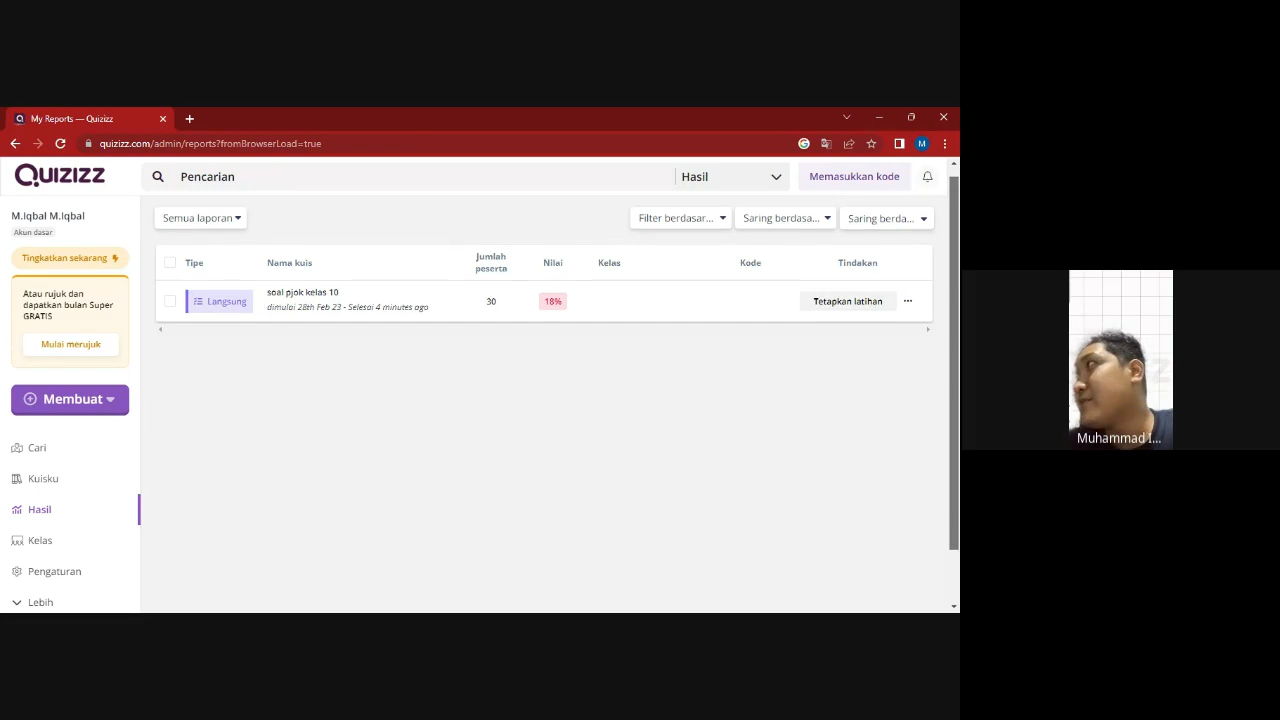 My Reports — Quizizz
quizizz.com/admin/reports?fromBrowserLoad=true
M
QUIZIZZ
Pencarian
Hasil
Memasukkan kode
M.Iqbal M.Iqbal
Akun dasar
Tingkatkan sekarang
Atau rujuk dan
dapatkan bulan Super
GRATIS
Mulai merujuk
Membuat
Cari
Kuisku
Hasil
Kelas
Pengaturan
Lebih
Semua laporan
Filter berdasar...
Saring berdasa...
Saring berda...
Tipe
Nama kuis
Jumlah
peserta
Nilai
Kelas
Kode
Tindakan
Langsung
soal pjok kelas 10
dimulai 28th Feb 23 - Selesai 4 minutes ago
30
18%
Tetapkan latihan
Muhammad I...